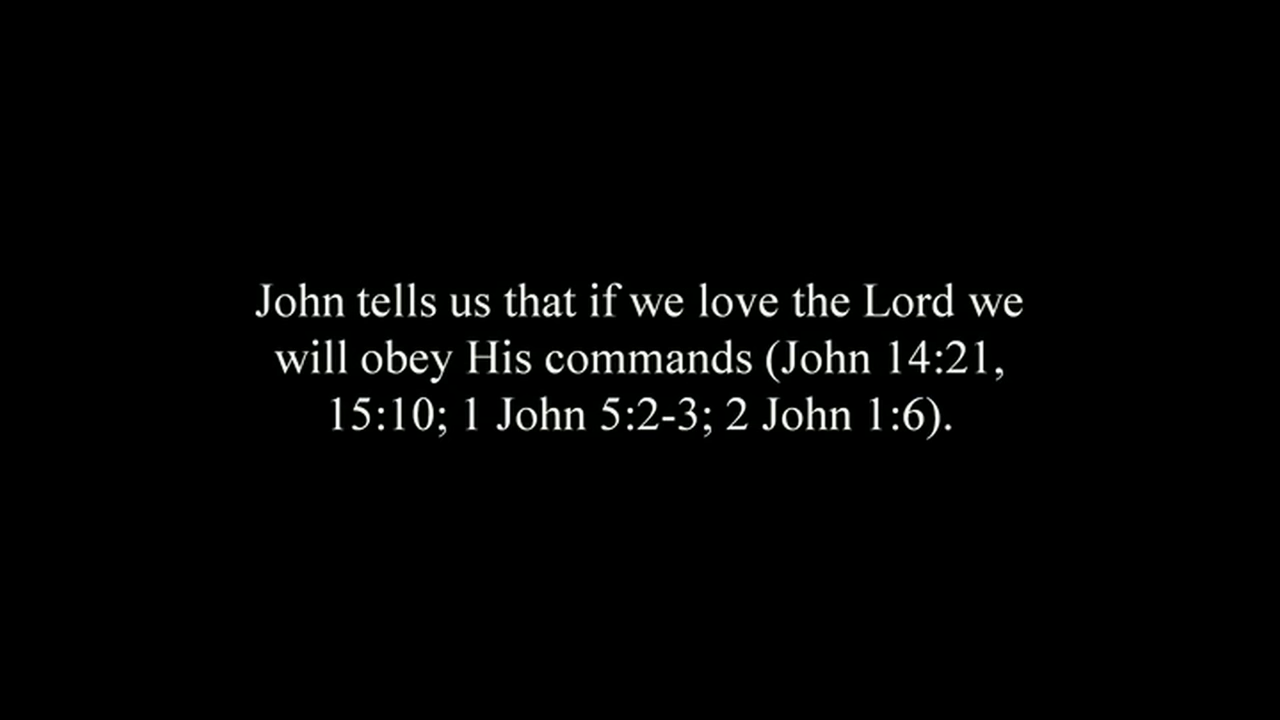 John tells us that if we love the Lord we
will obey His commands (John 14:21,
15:10; 1 John 5:2-3; 2 John 1:6).